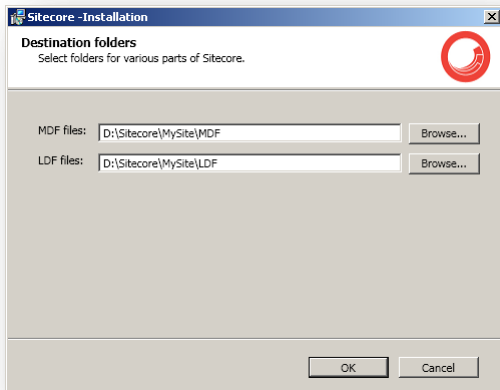 Sitecore -Installation
Destination folders
Select folders for various parts of Sitecore.
MDF files: D:\Sitecore\MySite\MDF Browse...
LDF files: D:\Sitecore\MySite\LDF Browse...
OK Cancel